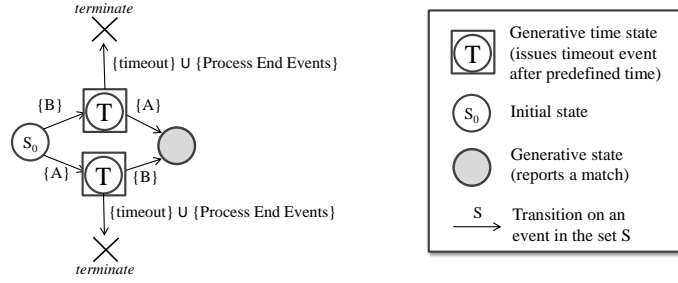 terminate
{timeout} ∪ {Process End Events}
{B}
T
{A}
S₀
{A}
T
{B}
{timeout} ∪ {Process End Events}
terminate
T
Generative time state
(issues timeout event
after predefined time)
S₀
Initial state
Generative state
(reports a match)
S
Transition on an
event in the set S